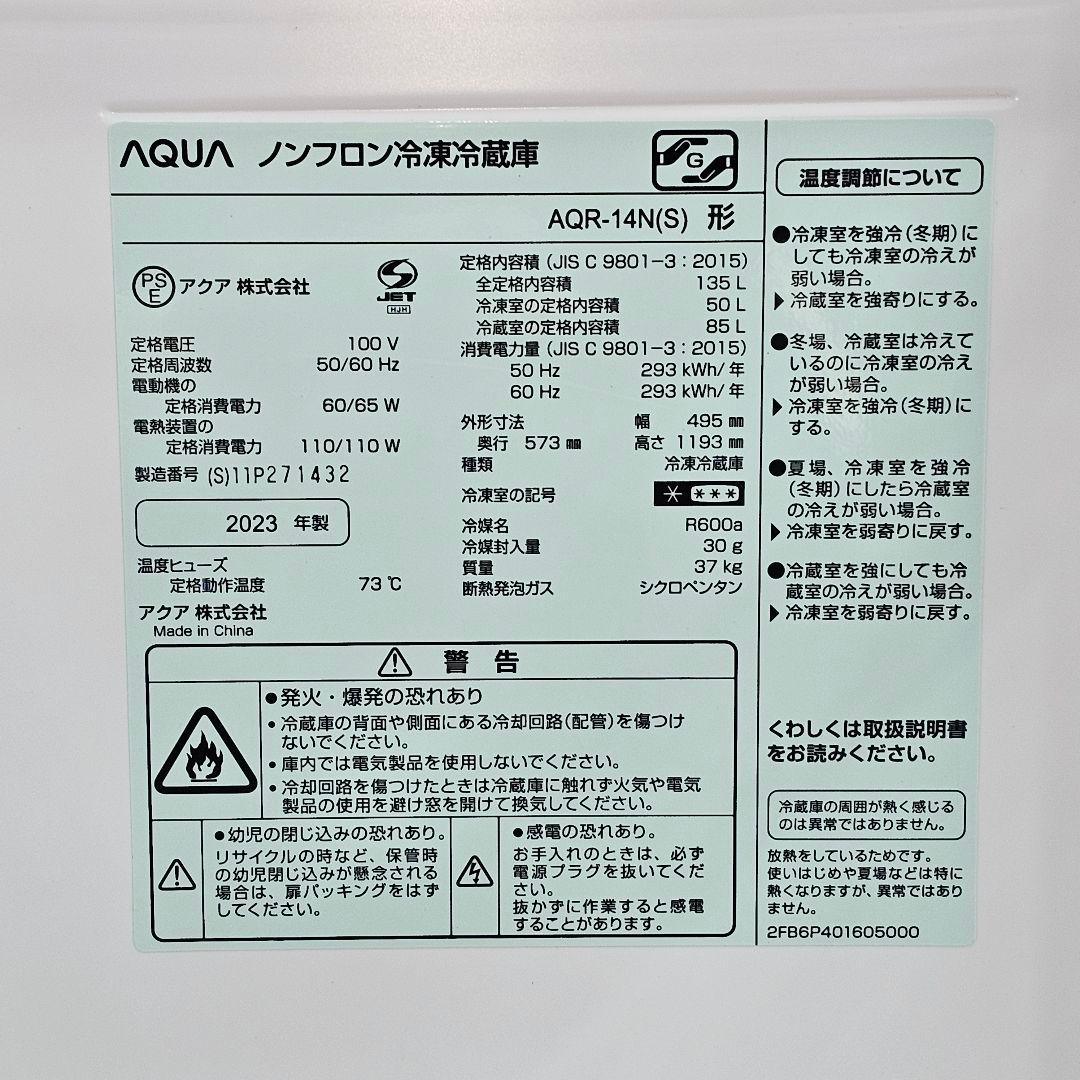 AQUA ノンフロン冷凍冷蔵庫
G
AQR-14N(S) 形
PS
E
アクア 株式会社
S
JET
HJH
定格電圧 100 V
定格周波数 50/60 Hz
電動機の
定格消費電力 60/65 W
電熱装置の
定格消費電力 110/110 W
製造番号 (S)11P271432
2023 年製
温度ヒューズ
定格動作温度 73 ℃
アクア 株式会社
Made in China
定格内容積 (JIS C 9801-3:2015)
全定格内容積 135 L
冷凍室の定格内容積 50 L
冷蔵室の定格内容積 85 L
消費電力量 (JIS C 9801-3:2015)
50 Hz 293 kWh/年
60 Hz 293 kWh/年
外形寸法 幅 495 ㎜
奥行 573 ㎜ 高さ 1193 ㎜
種類 冷凍冷蔵庫
冷凍室の記号 * ***
冷媒名 R600a
冷媒封入量 30 g
質量 37 kg
断熱発泡ガス シクロペンタン
⚠ 警告
●発火・爆発の恐れあり
・冷蔵庫の背面や側面にある冷却回路(配管)を傷つけ
ないでください。
・庫内では電気製品を使用しないでください。
・冷却回路を傷つけたときは冷蔵庫に触れず火気や電気
製品の使用を避け窓を開けて換気してください。
●幼児の閉じ込みの恐れあり。
リサイクルの時など、保管時
の幼児閉じ込みが懸念される
場合は、扉パッキングをはず
してください。
●感電の恐れあり。
お手入れのときは、必ず
電源プラグを抜いてくだ
さい。
抜かずに作業すると感電
することがあります。
温度調節について
●冷凍室を強冷(冬期)に
しても冷凍室の冷えが
弱い場合。
▶冷蔵室を強寄りにする。
●冬場、冷蔵室は冷えて
いるのに冷凍室の冷え
が弱い場合。
▶冷凍室を強冷(冬期)に
する。
●夏場、冷凍室を強冷
(冬期)にしたら冷蔵室
の冷えが弱い場合。
▶冷凍室を弱寄りに戻す。
●冷蔵室を強にしても冷
蔵室の冷えが弱い場合。
▶冷凍室を弱寄りに戻す。
くわしくは取扱説明書
をお読みください。
冷蔵庫の周囲が熱く感じる
のは異常ではありません。
放熱をしているためです。
使いはじめや夏場などは特に
熱くなりますが、異常ではあり
ません。
2FB6P401605000